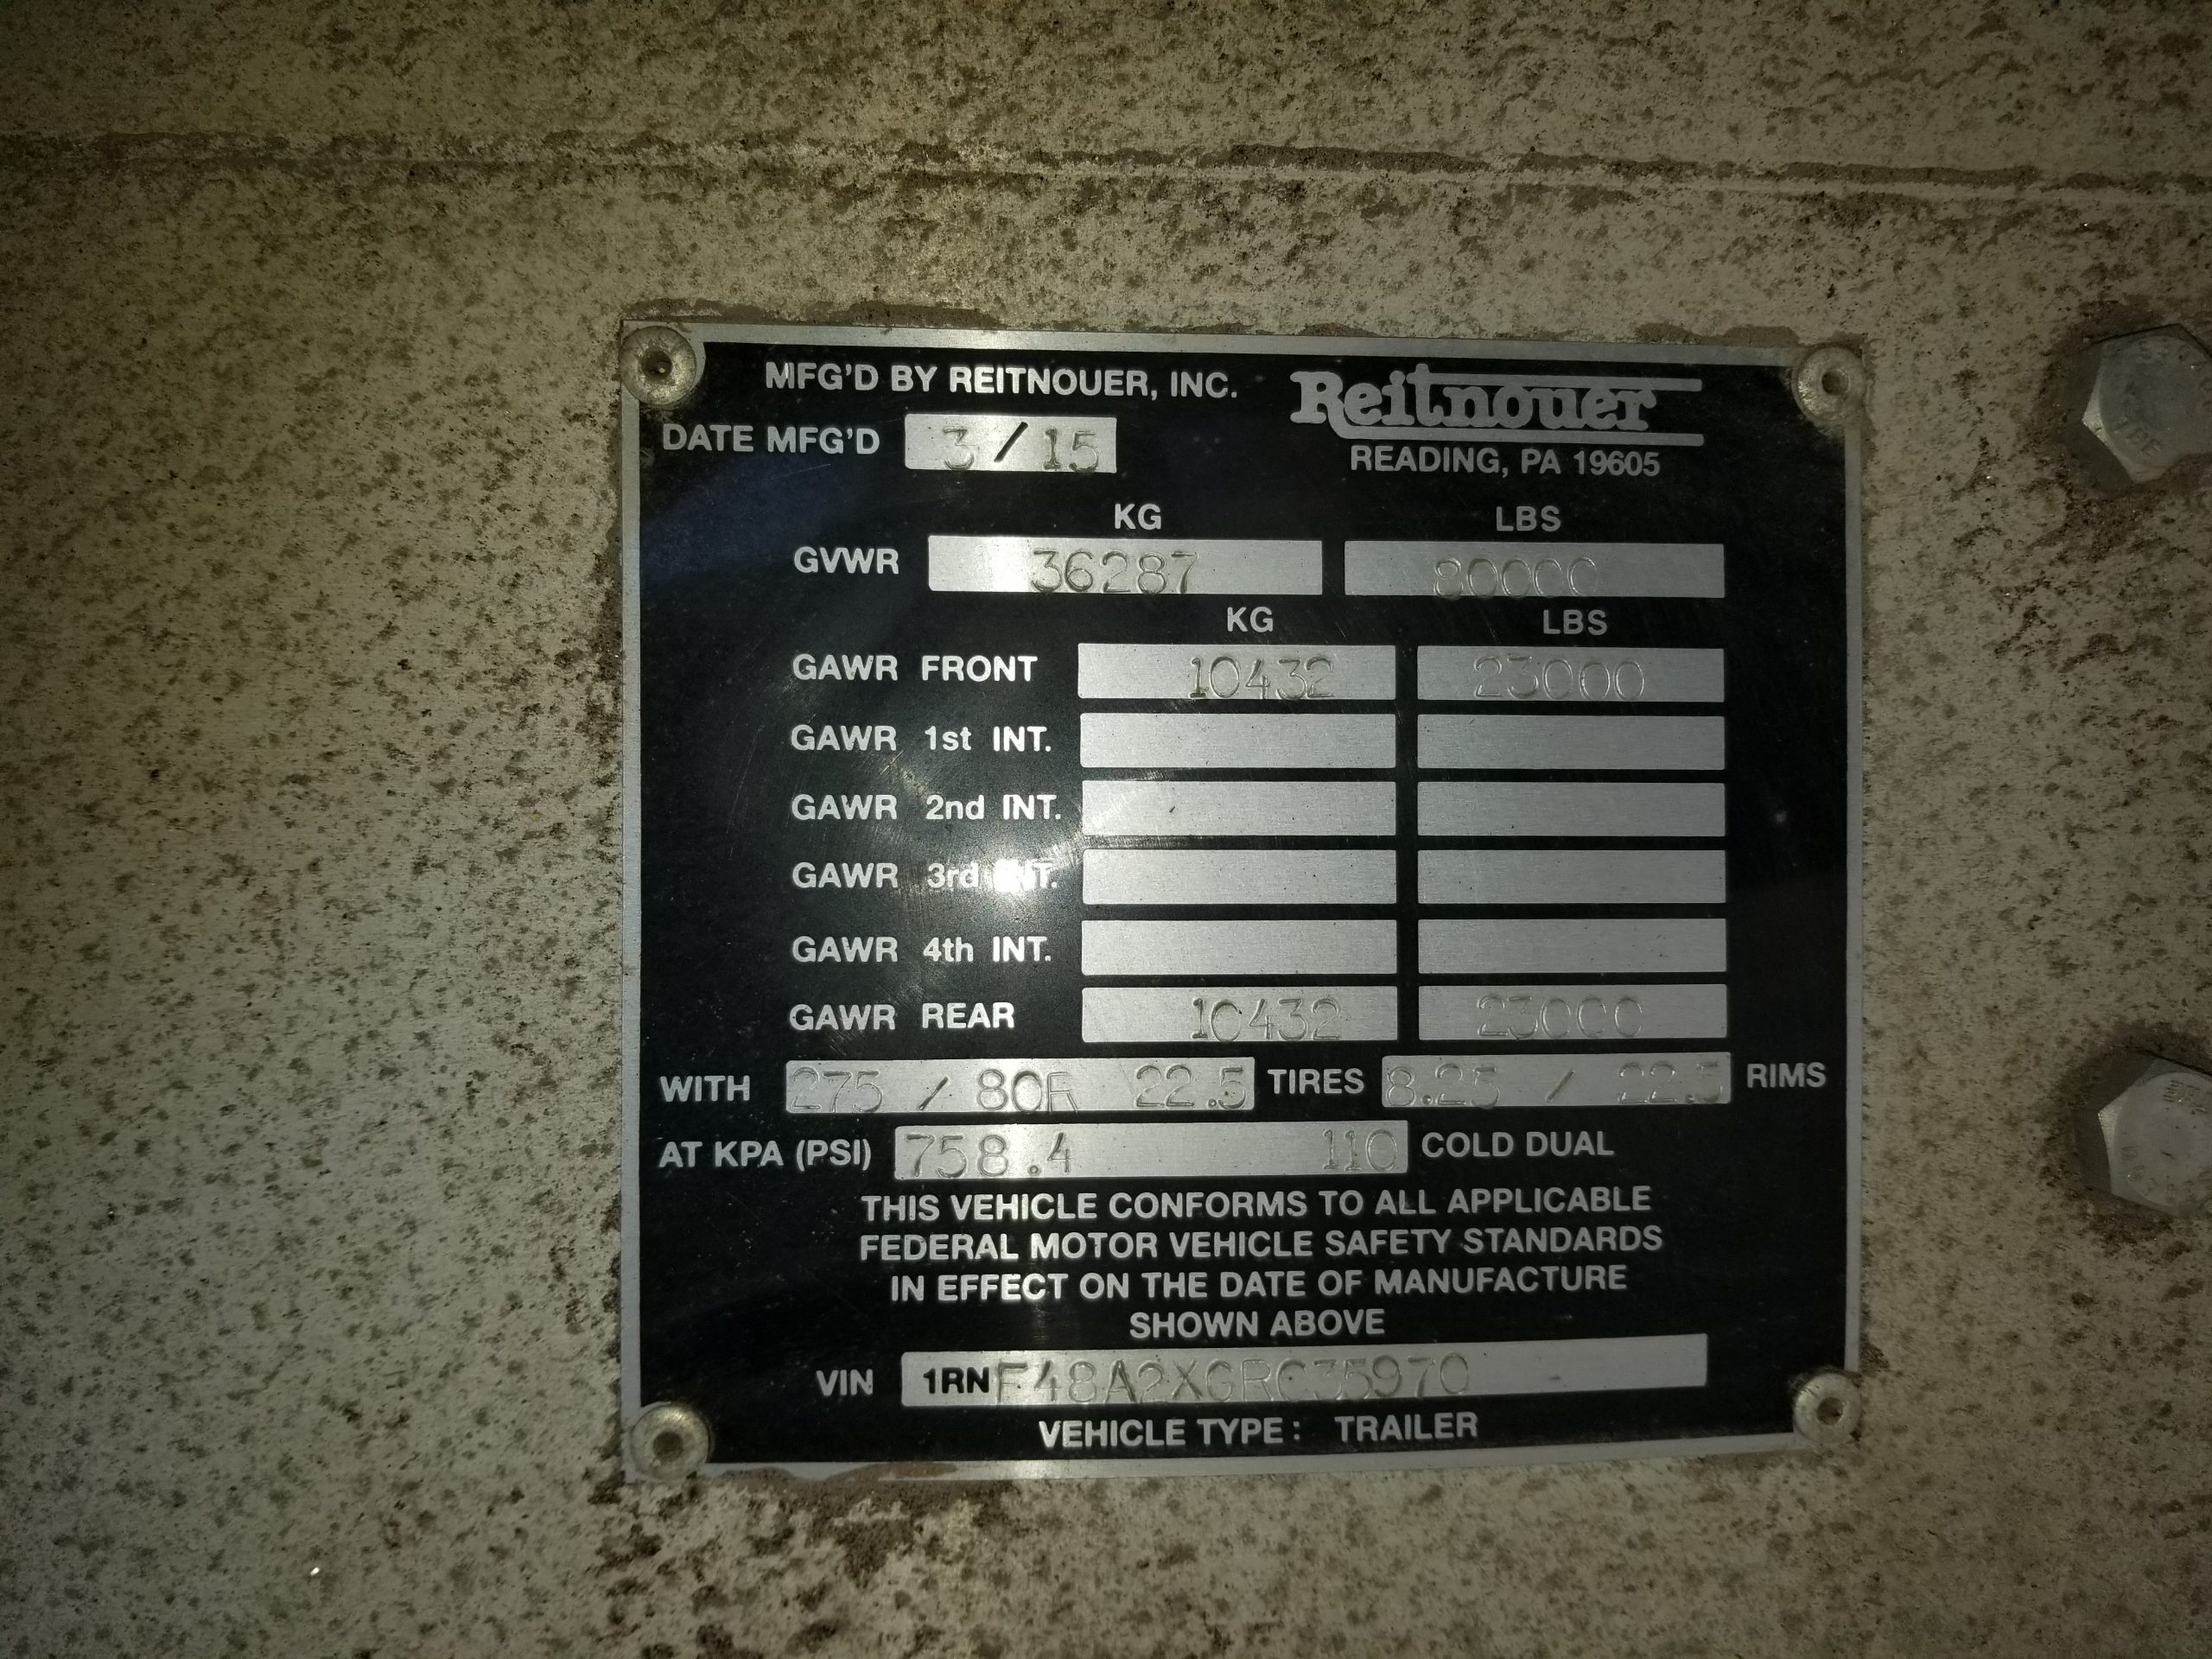 MFG'D BY REITNOUER, INC.
Reitnouer
DATE MFG'D 3 / 15
READING, PA 19605
KG LBS
GVWR 36287 80000
KG LBS
GAWR FRONT 10432 23000
GAWR 1st INT.
GAWR 2nd INT.
GAWR 3rd INT.
GAWR 4th INT.
GAWR REAR 10432 23000
WITH 275 / 80R 22.5 TIRES 8.25 / 22.5 RIMS
AT KPA (PSI) 758.4 110 COLD DUAL
THIS VEHICLE CONFORMS TO ALL APPLICABLE
FEDERAL MOTOR VEHICLE SAFETY STANDARDS
IN EFFECT ON THE DATE OF MANUFACTURE
SHOWN ABOVE
VIN 1RNF48A2XGR035970
VEHICLE TYPE: TRAILER